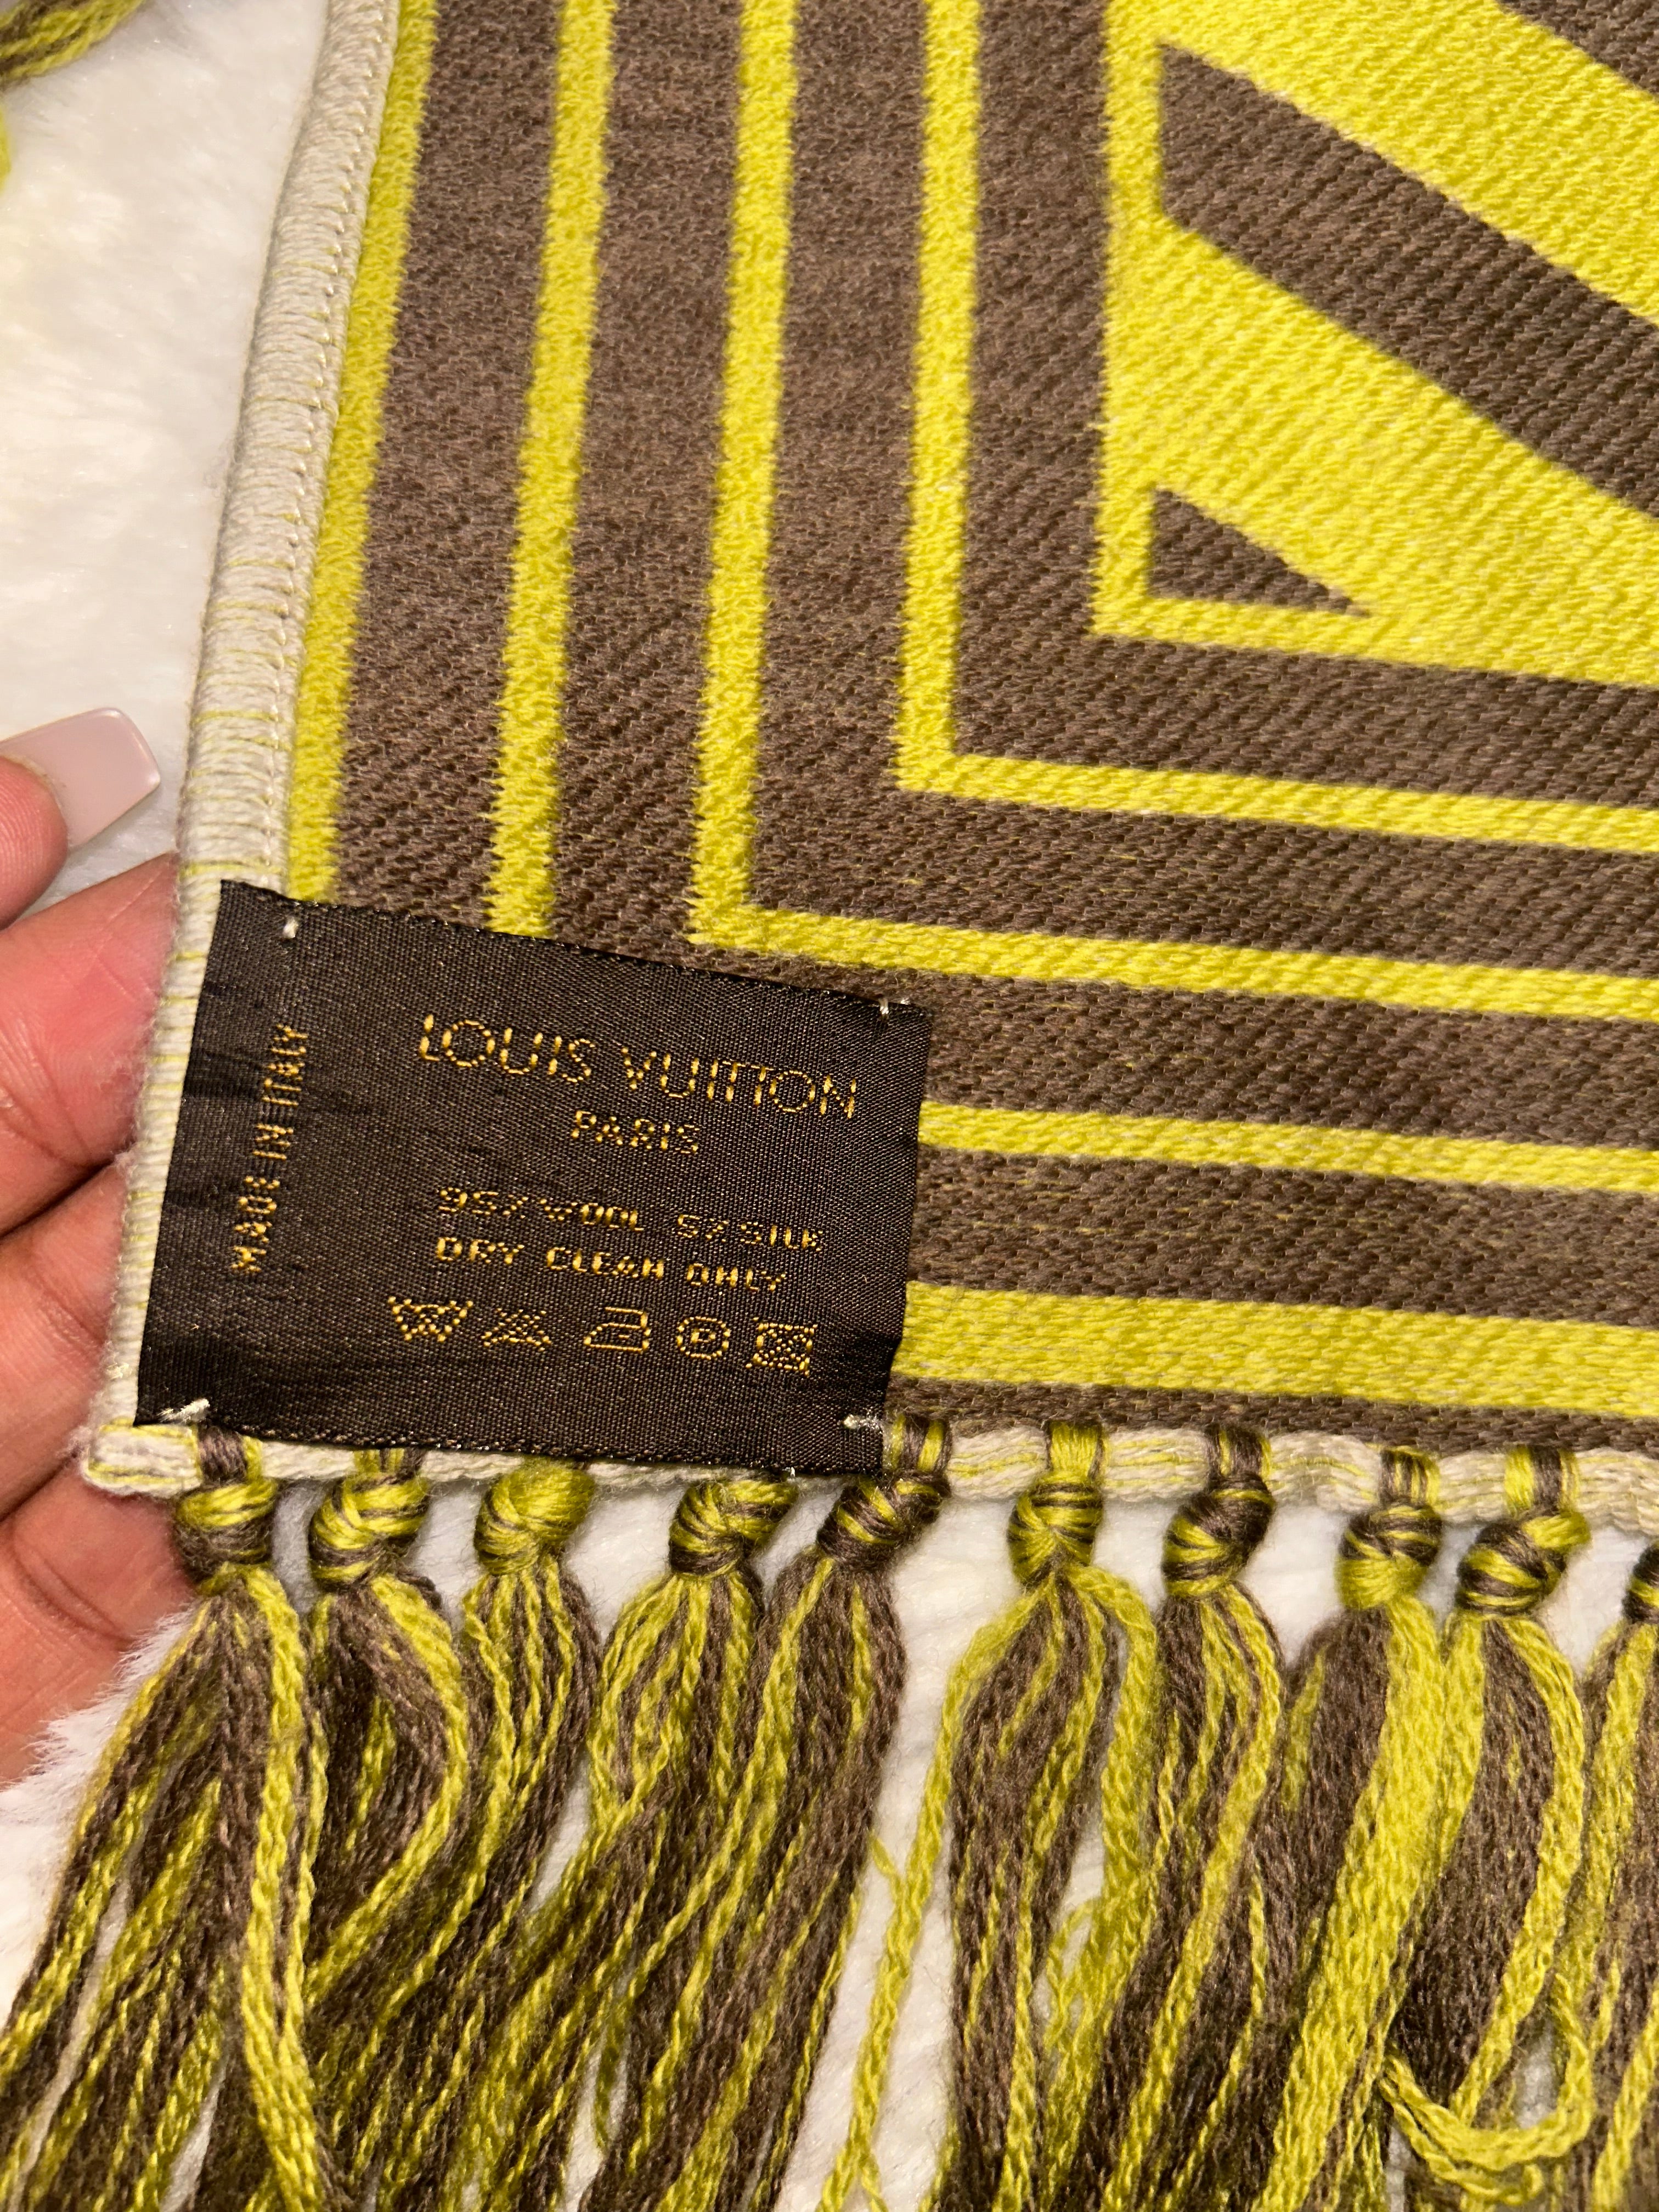 LOUIS VUITTON
PARIS
95% WOOL 5% SILK
DRY CLEAN ONLY
MADE IN ITALY